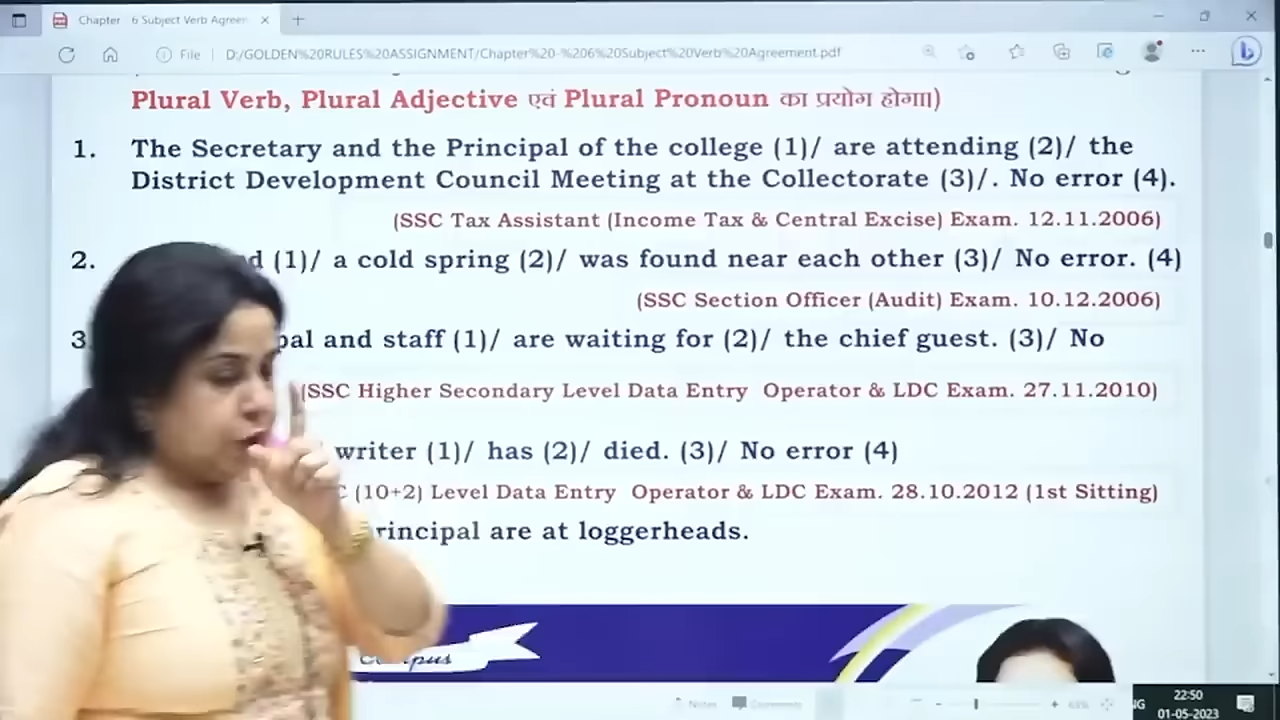 Chapter 6 Subject Verb Agreem
File D:/GOLDEN%20RULES%20ASSIGNMENT/Chapter%20-%206%20Subject%20Verb%20Agreement.pdf
Plural Verb, Plural Adjective एवं Plural Pronoun का प्रयोग होगा।)
1. The Secretary and the Principal of the college (1)/ are attending (2)/ the
District Development Council Meeting at the Collectorate (3)/. No error (4).
(SSC Tax Assistant (Income Tax & Central Excise) Exam. 12.11.2006)
2. (1)/ a cold spring (2)/ was found near each other (3)/ No error. (4)
(SSC Section Officer (Audit) Exam. 10.12.2006)
3 pal and staff (1)/ are waiting for (2)/ the chief guest. (3)/ No
(SSC Higher Secondary Level Data Entry Operator & LDC Exam. 27.11.2010)
writer (1)/ has (2)/ died. (3)/ No error (4)
(10+2) Level Data Entry Operator & LDC Exam. 28.10.2012 (1st Sitting)
rincipal are at loggerheads.
Notes Comments
NG 22:50
01-05-2023